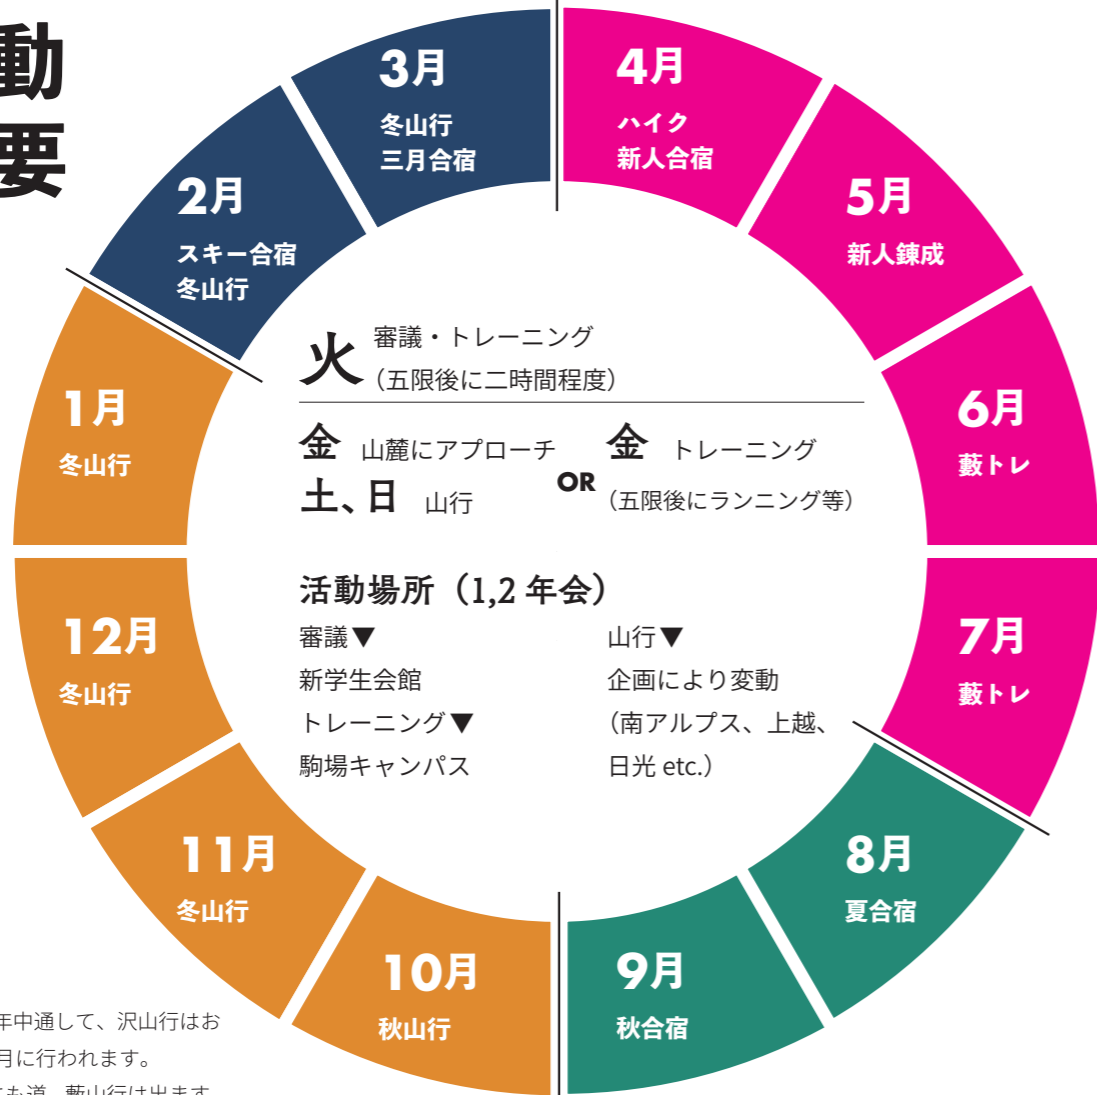 動
要
4月
ハイク
新人合宿
5月
新人錬成
6月
藪トレ
7月
藪トレ
8月
夏合宿
9月
秋合宿
10月
秋山行
11月
冬山行
12月
冬山行
1月
冬山行
2月
スキー合宿
冬山行
3月
冬山行
三月合宿
火 審議・トレーニング
（五限後に二時間程度）
金 山麓にアプローチ
土、日 山行
OR
金 トレーニング
（五限後にランニング等）
活動場所（1,2 年会）
審議▼
新学生会館
トレーニング▼
駒場キャンパス
山行▼
企画により変動
（南アルプス、上越、
日光 etc.）
年中通して、沢山行はお
月に行われます。
も道、藪山行は出ます